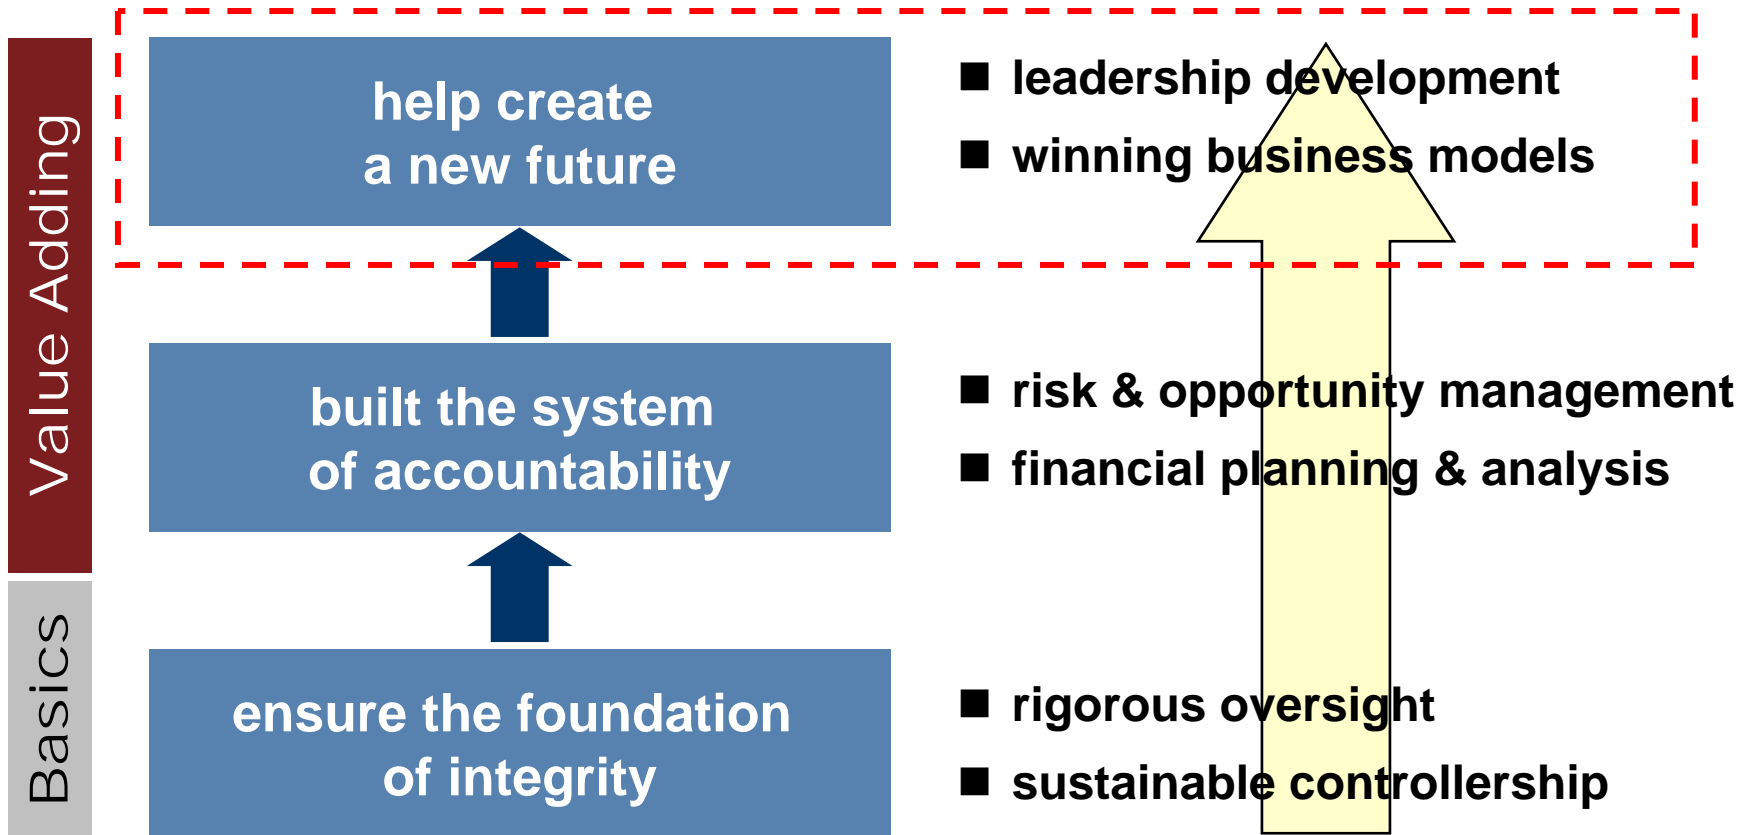 Value Adding
help create
a new future
■ leadership development
■ winning business models
built the system
of accountability
■ risk & opportunity management
■ financial planning & analysis
Basics
ensure the foundation
of integrity
■ rigorous oversight
■ sustainable controllership